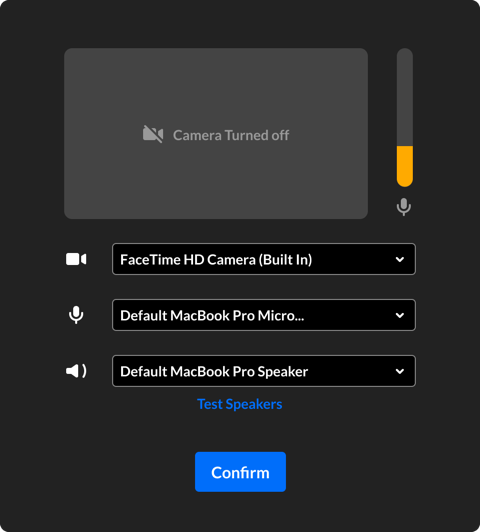 Camera Turned off
FaceTime HD Camera (Built In)
Default MacBook Pro Micro...
Default MacBook Pro Speaker
Test Speakers
Confirm